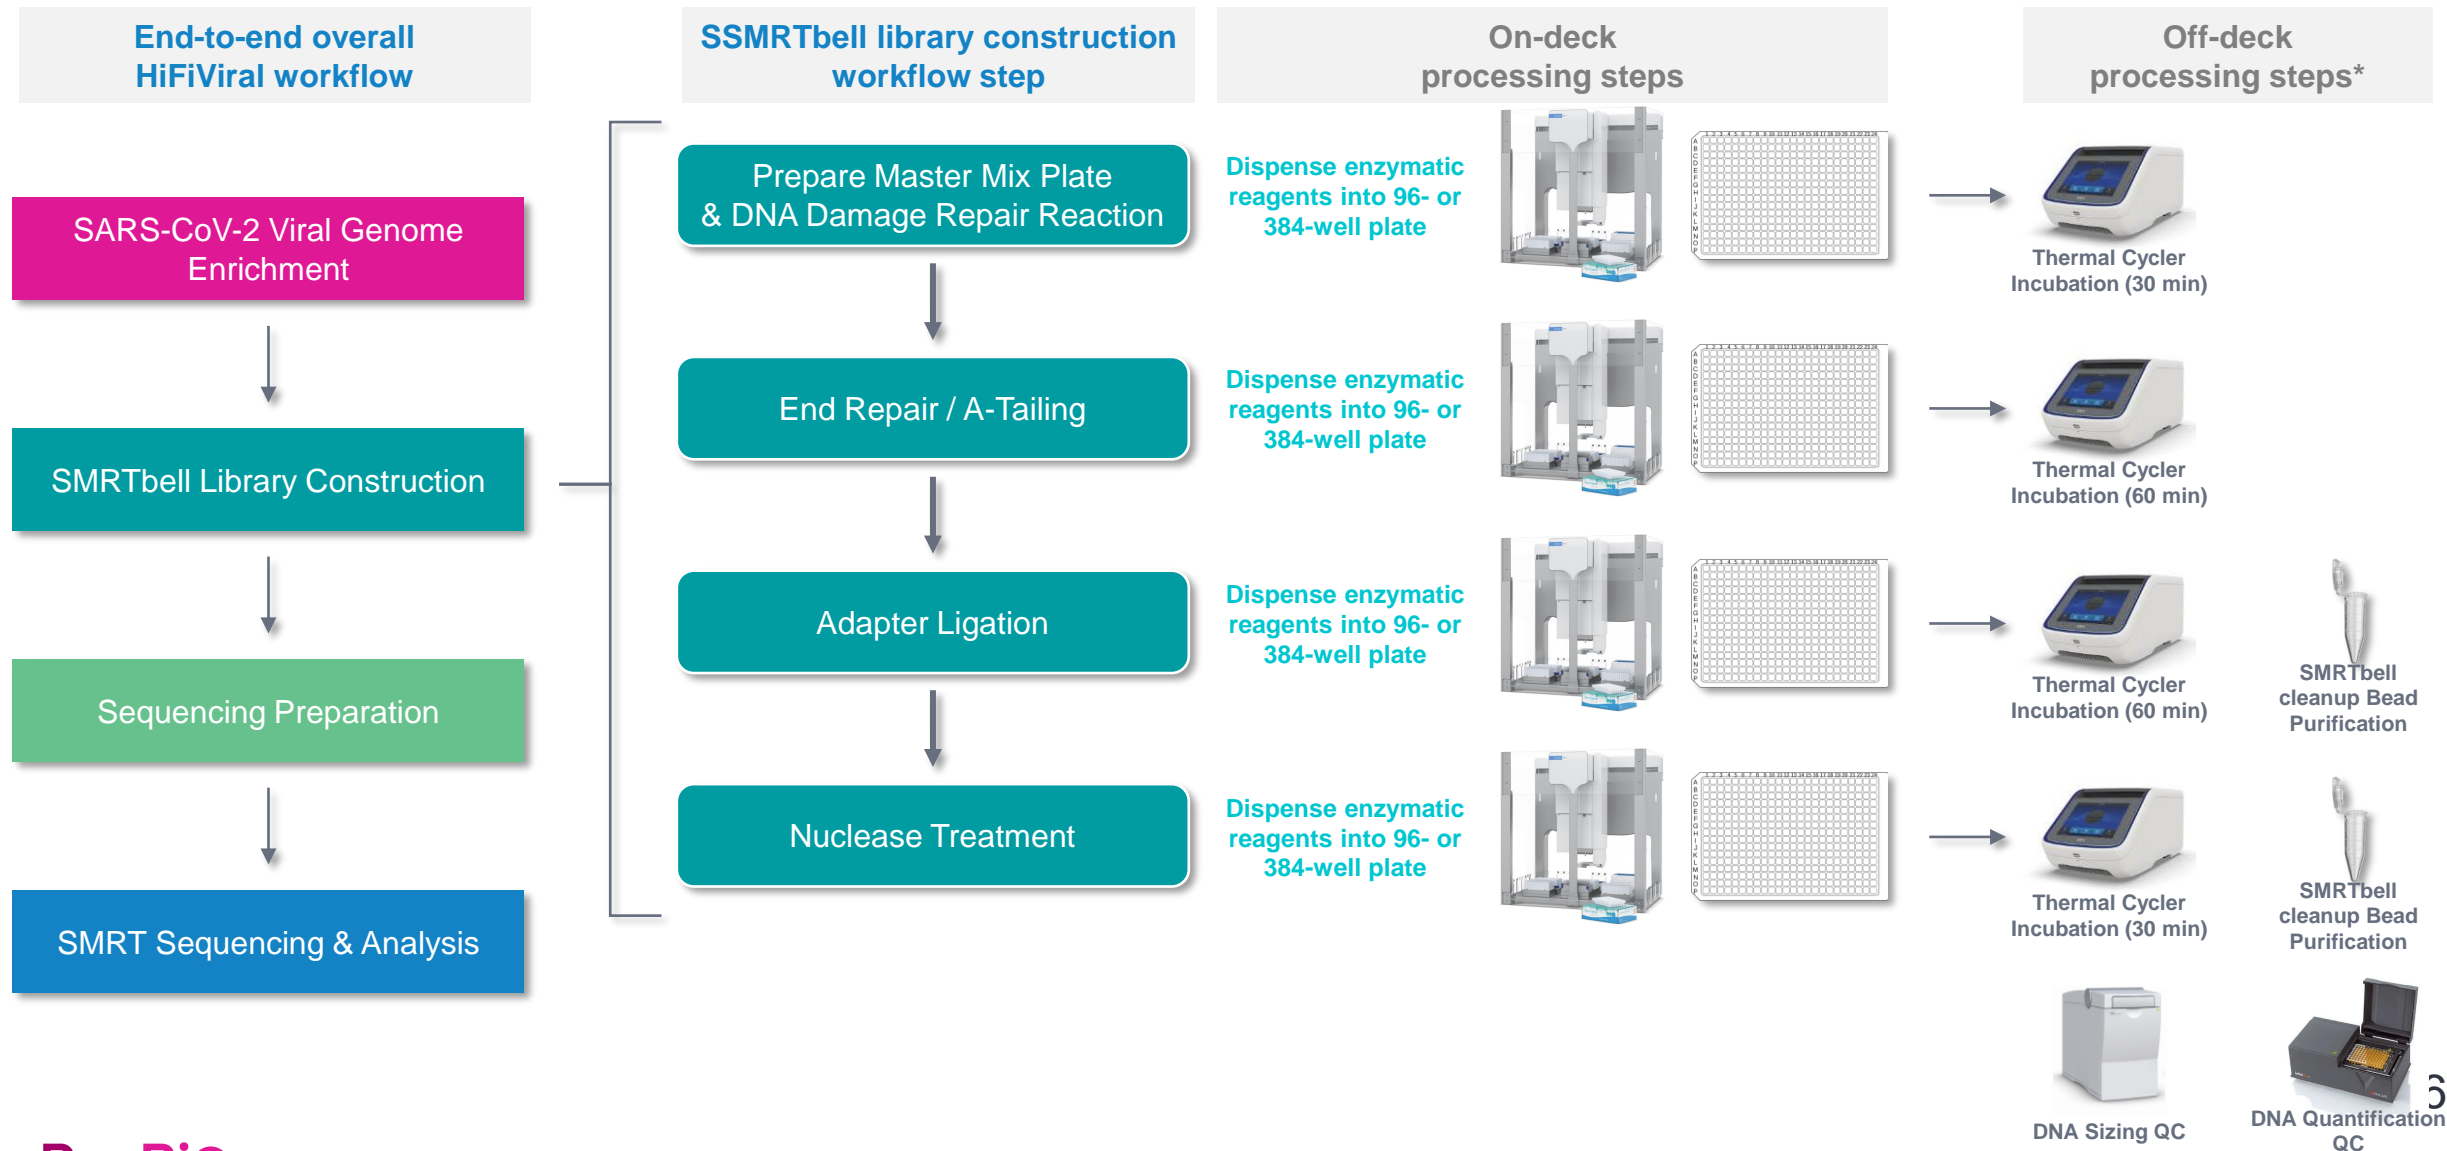 End-to-end overall
HiFiViral workflow
SSMRTbell library construction
workflow step
On-deck
processing steps
Off-deck
processing steps*
SARS-CoV-2 Viral Genome
Enrichment
SMRTbell Library Construction
Sequencing Preparation
SMRT Sequencing & Analysis
Prepare Master Mix Plate
& DNA Damage Repair Reaction
Dispense enzymatic
reagents into 96- or
384-well plate
Thermal Cycler
Incubation (30 min)
End Repair / A-Tailing
Dispense enzymatic
reagents into 96- or
384-well plate
Thermal Cycler
Incubation (60 min)
Adapter Ligation
Dispense enzymatic
reagents into 96- or
384-well plate
Thermal Cycler
Incubation (60 min)
SMRTbell
cleanup Bead
Purification
Nuclease Treatment
Dispense enzymatic
reagents into 96- or
384-well plate
Thermal Cycler
Incubation (30 min)
SMRTbell
cleanup Bead
Purification
DNA Sizing QC
DNA Quantification
QC
6